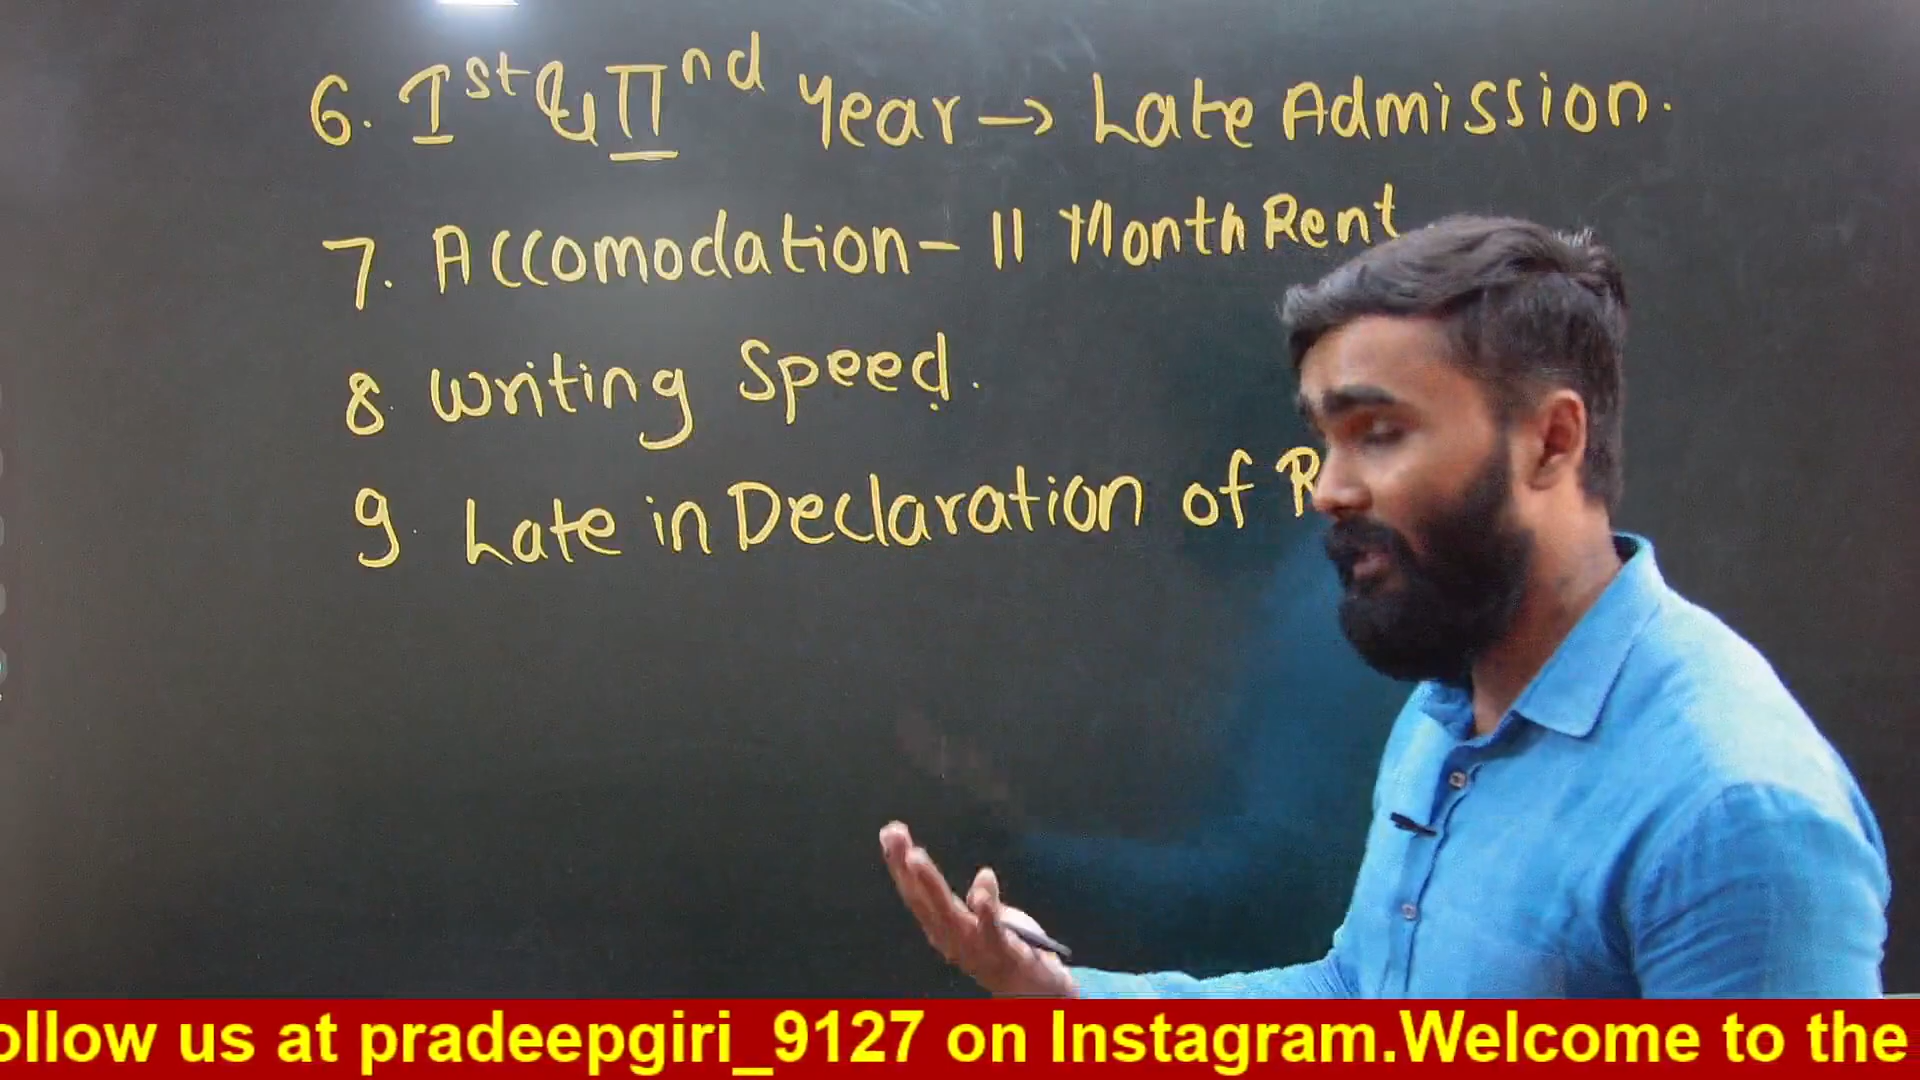 6. Ist & IInd Year → Late Admission.
7. Accomodation - 11 Month Rent
8. Writing Speed.
9. Late in Declaration of R
ollow us at pradeepgiri_9127 on Instagram.Welcome to the